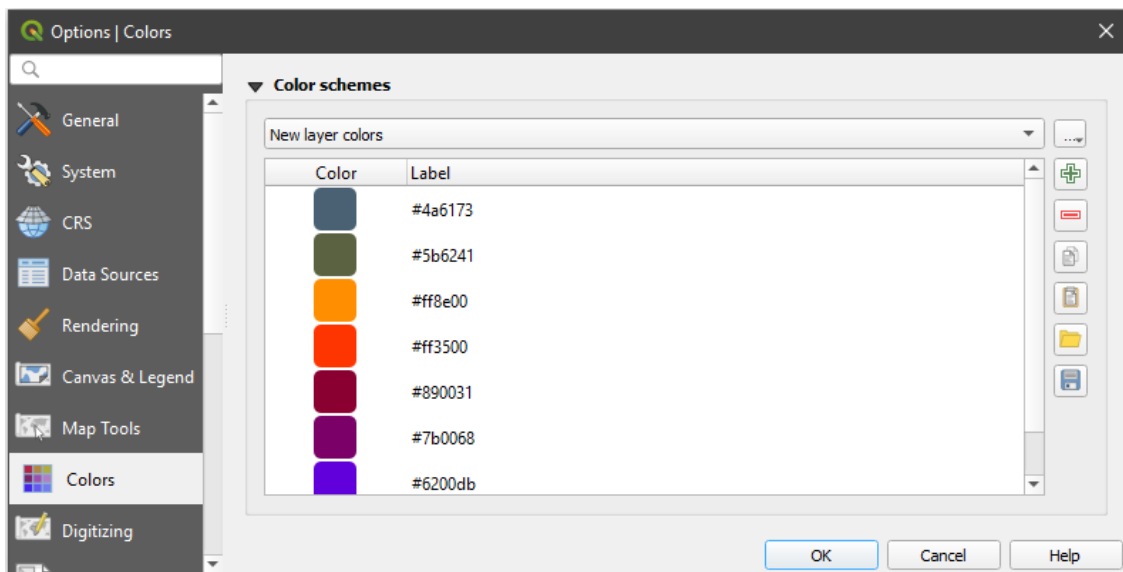 Options | Colors
General
System
CRS
Data Sources
Rendering
Canvas & Legend
Map Tools
Colors
Digitizing
Color schemes
New layer colors
...
Color Label
#4a6173
#5b6241
#ff8e00
#ff3500
#890031
#7b0068
#6200db
OK Cancel Help